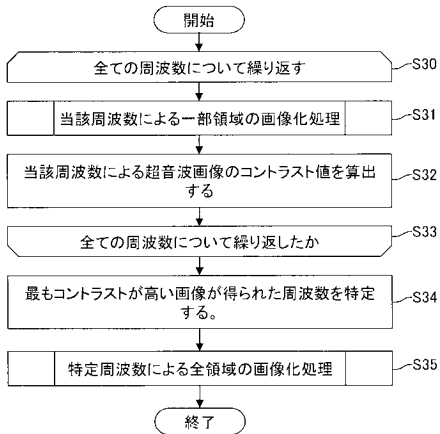 開始
全ての周波数について繰り返す
S30
当該周波数による一部領域の画像化処理
S31
当該周波数による超音波画像のコントラスト値を算出
する
S32
全ての周波数について繰り返したか
S33
最もコントラストが高い画像が得られた周波数を特定
する。
S34
特定周波数による全領域の画像化処理
S35
終了